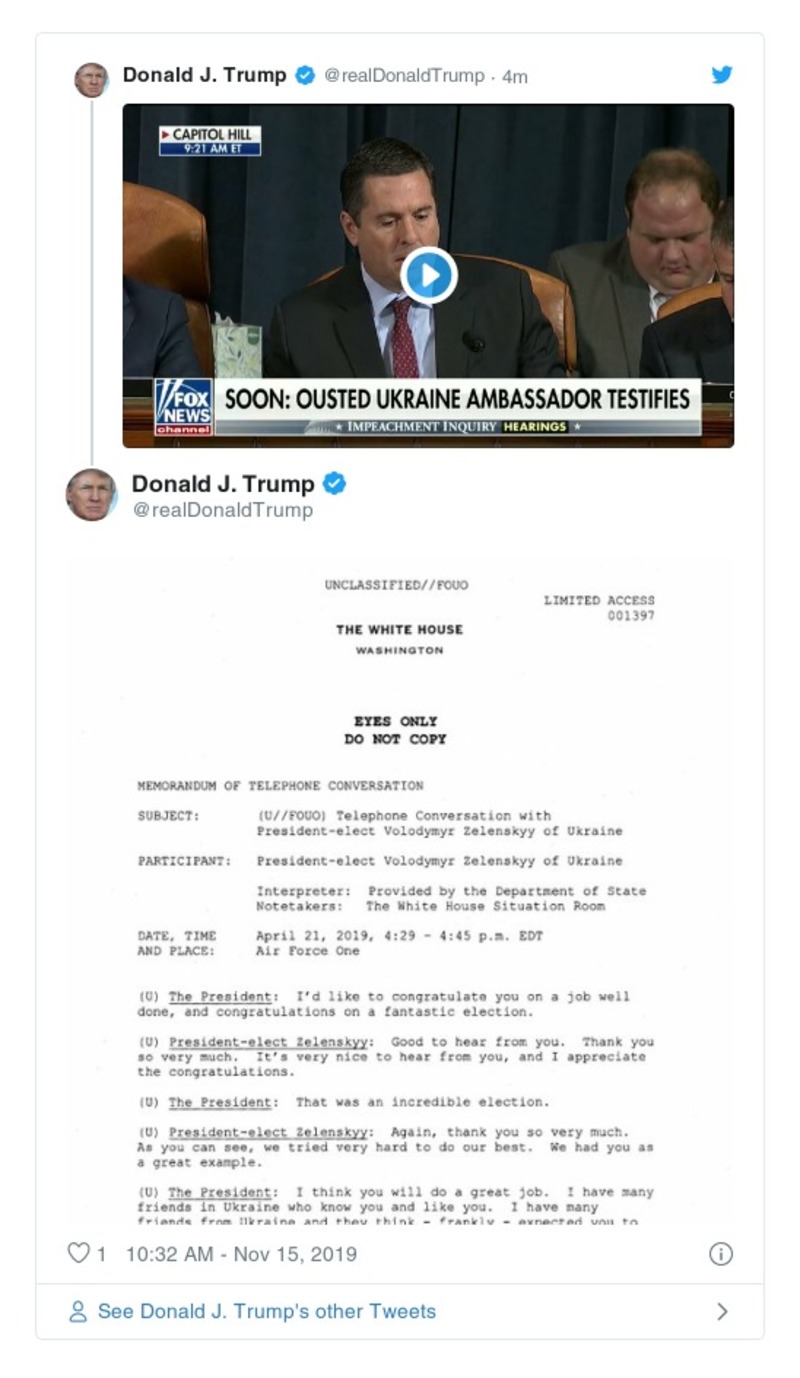 Donald J. Trump @realDonaldTrump · 4m
CAPITOL HILL
9:21 AM ET
FOX
NEWS
channel
SOON: OUSTED UKRAINE AMBASSADOR TESTIFIES
★ IMPEACHMENT INQUIRY HEARINGS ★
Donald J. Trump
@realDonaldTrump
UNCLASSIFIED//FOUO
LIMITED ACCESS
001397
THE WHITE HOUSE
WASHINGTON
EYES ONLY
DO NOT COPY
MEMORANDUM OF TELEPHONE CONVERSATION
SUBJECT: (U//FOUO) Telephone Conversation with
President-elect Volodymyr Zelenskyy of Ukraine
PARTICIPANT: President-elect Volodymyr Zelenskyy of Ukraine
Interpreter: Provided by the Department of State
Notetakers: The White House Situation Room
DATE, TIME April 21, 2019, 4:29 - 4:45 p.m. EDT
AND PLACE: Air Force One
(U) The President: I'd like to congratulate you on a job well
done, and congratulations on a fantastic election.
(U) President-elect Zelenskyy: Good to hear from you. Thank you
so very much. It's very nice to hear from you, and I appreciate
the congratulations.
(U) The President: That was an incredible election.
(U) President-elect Zelenskyy: Again, thank you so very much.
As you can see, we tried very hard to do our best. We had you as
a great example.
(U) The President: I think you will do a great job. I have many
friends in Ukraine who know you and like you. I have many
friends from Ukraine and they think - frankly - expected you to
1 10:32 AM - Nov 15, 2019
See Donald J. Trump's other Tweets